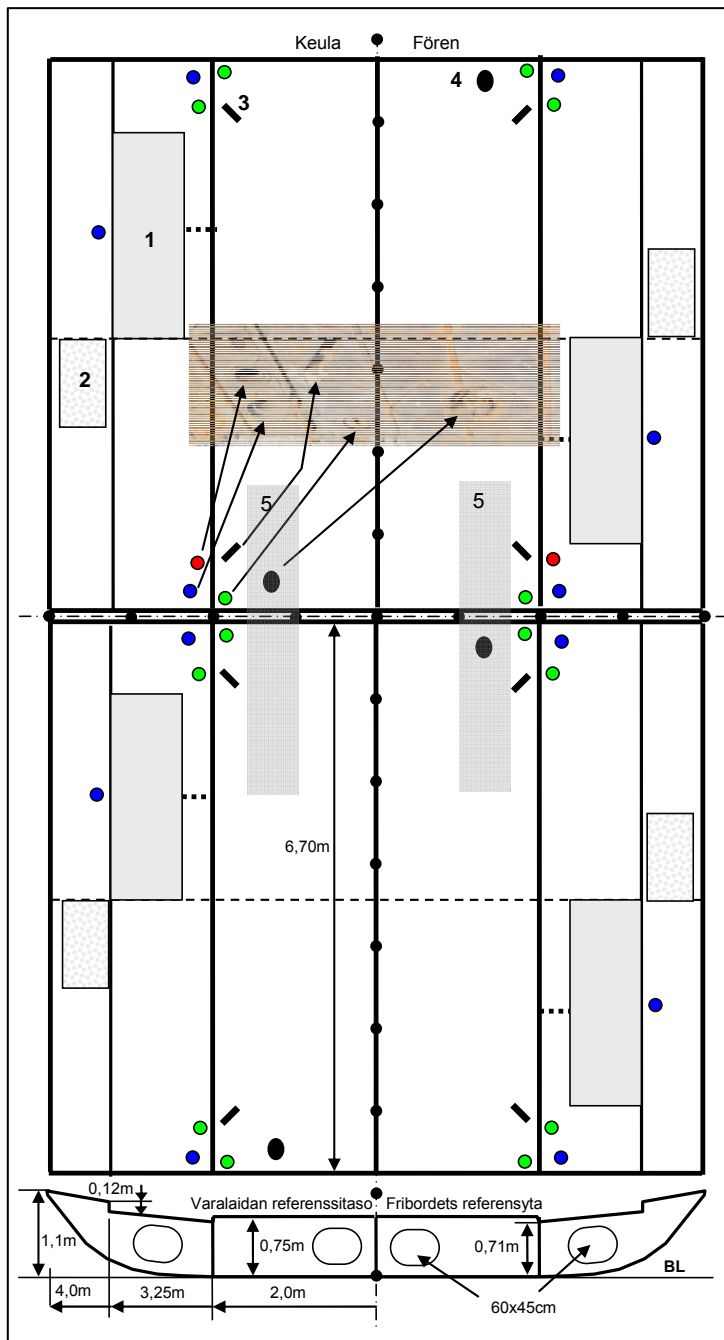 Keula Fören
4
3
1
2
5 5
6,70m
0,12m
Varalaidan referenssitaso Fribordets referensyta
1,1m
0,75m
0,71m
BL
4,0m 3,25m 2,0m
60x45cm